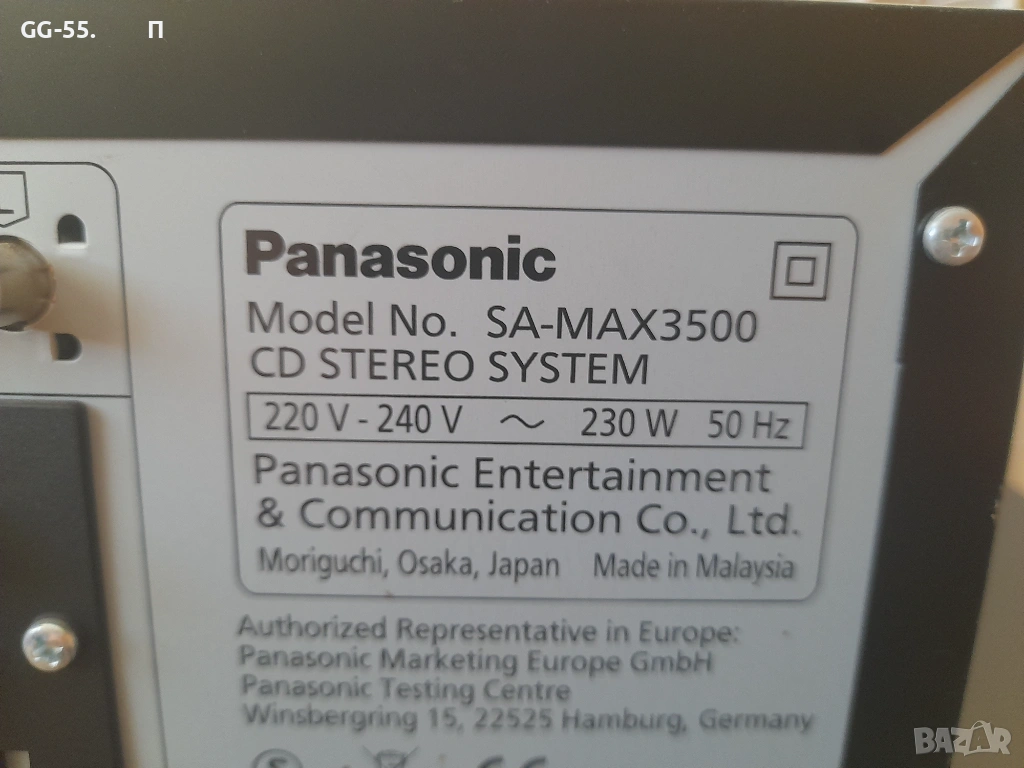 GG-55. П
Panasonic
Model No. SA-MAX3500
CD STEREO SYSTEM
220 V - 240 V ～ 230 W 50 Hz
Panasonic Entertainment
& Communication Co., Ltd.
Moriguchi, Osaka, Japan Made in Malaysia
Authorized Representative in Europe:
Panasonic Marketing Europe GmbH
Panasonic Testing Centre
Winsbergring 15, 22525 Hamburg, Germany
BAZAR